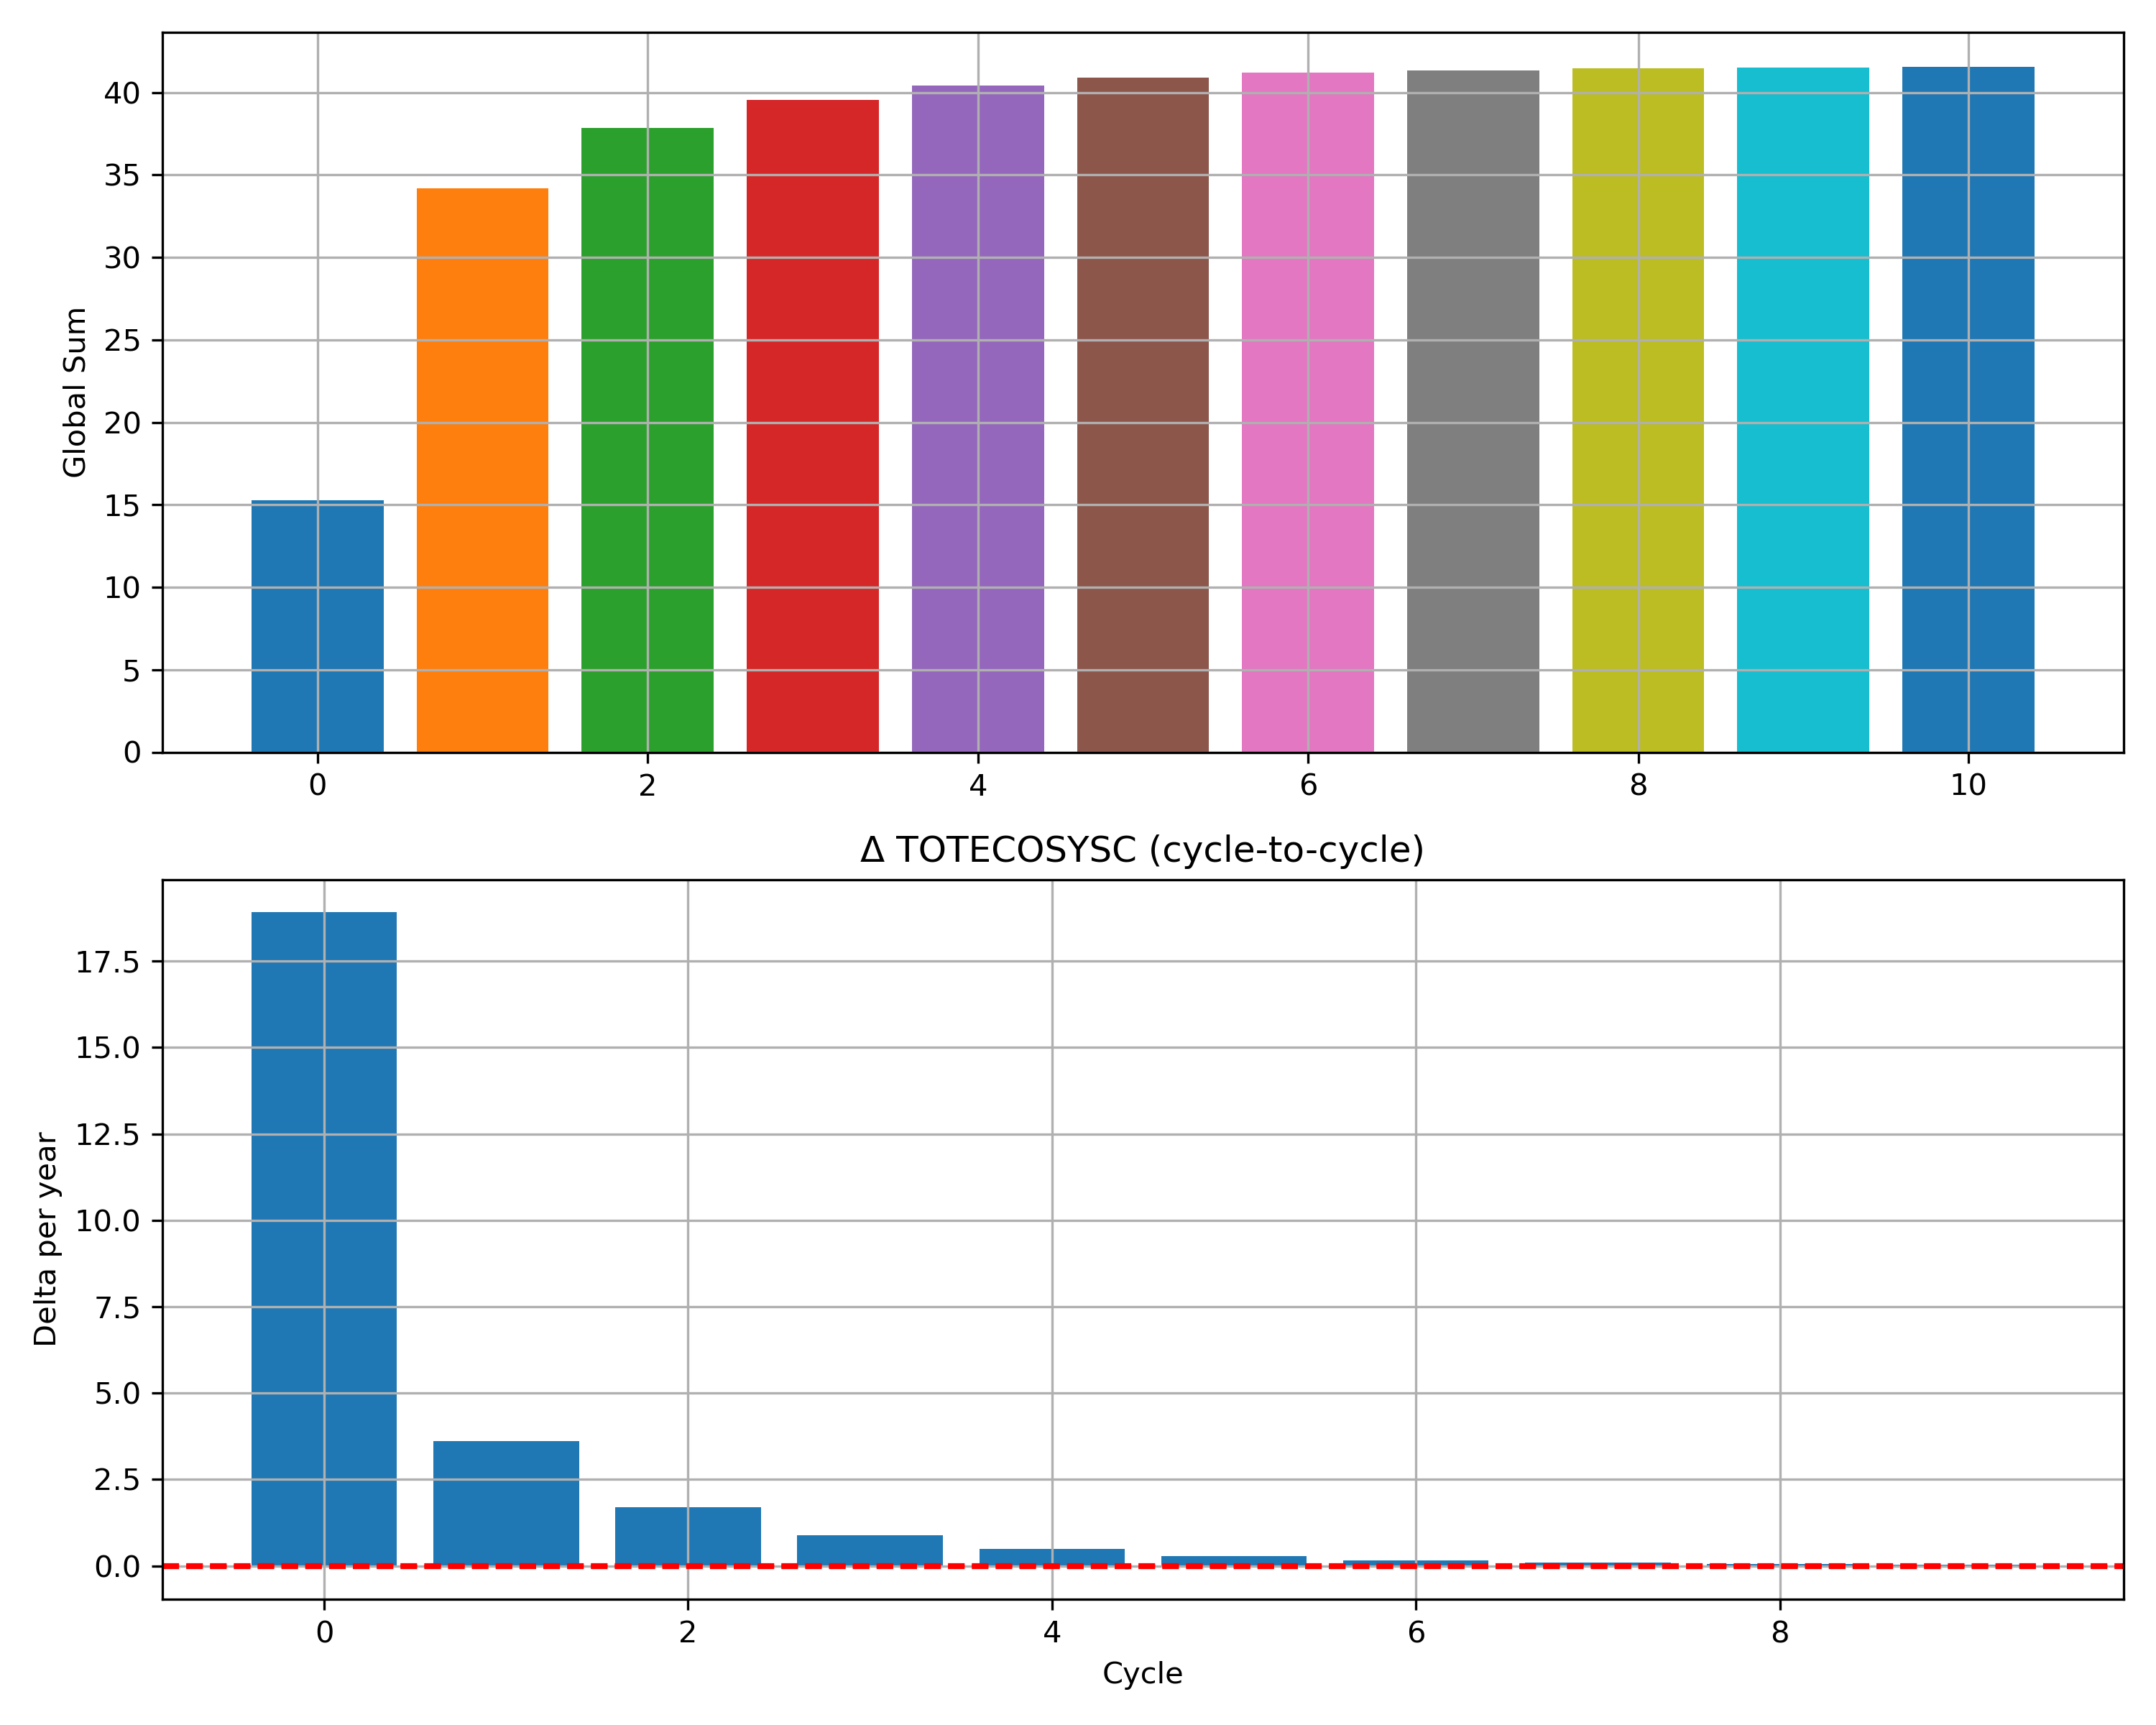 40
35
30
25
20
15
10
5
0
Global Sum
0 2 4 6 8 10
Δ TOTECOSYSC (cycle-to-cycle)
17.5
15.0
12.5
10.0
7.5
5.0
2.5
0.0
Delta per year
0 2 4 6 8
Cycle